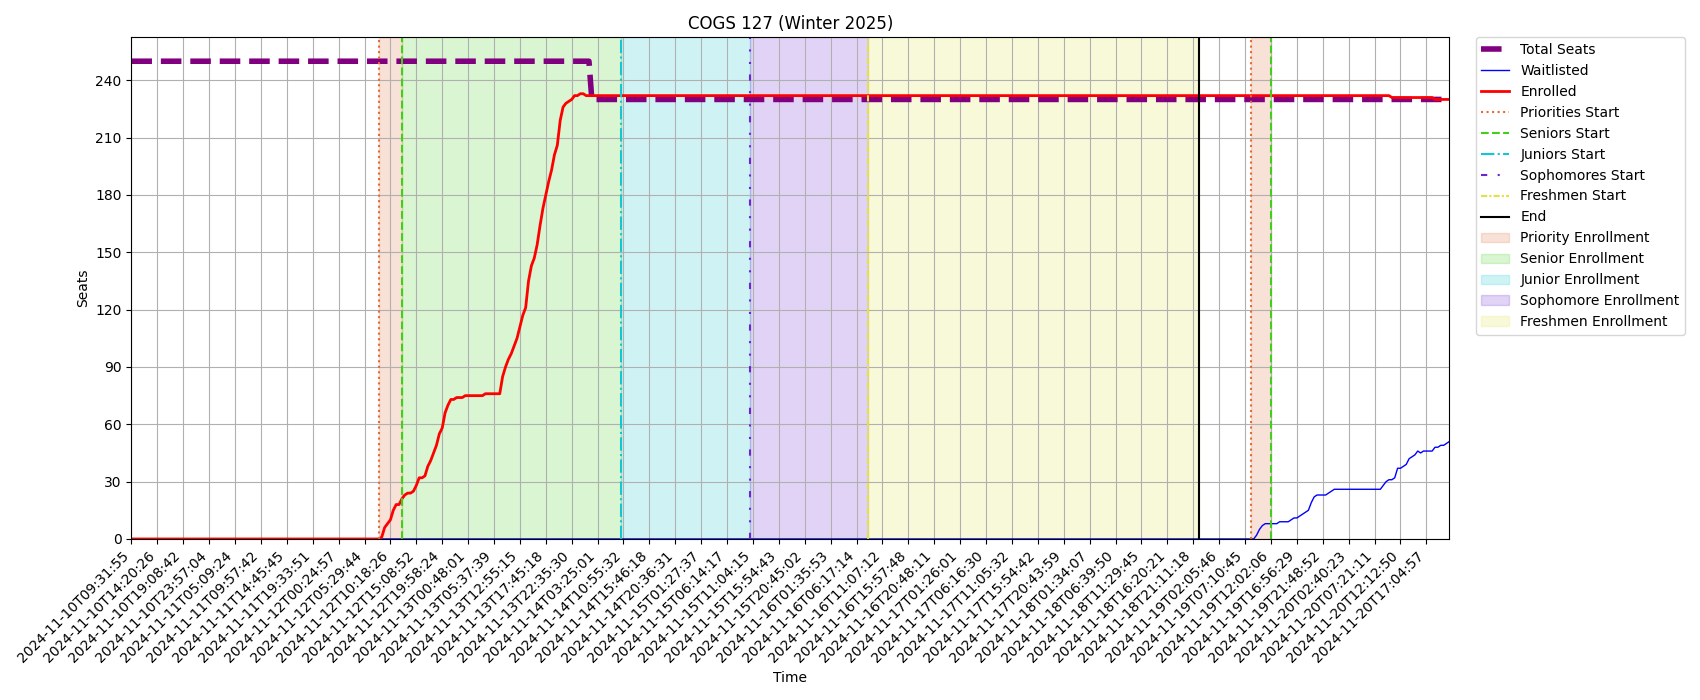 COGS 127 (Winter 2025)
Seats
240
210
180
150
120
90
60
30
0
2024-11-10T09:31:55
2024-11-10T14:20:26
2024-11-10T19:08:42
2024-11-10T23:57:04
2024-11-11T05:09:24
2024-11-11T09:57:42
2024-11-11T14:45:45
2024-11-11T19:33:51
2024-11-12T00:24:57
2024-11-12T05:29:44
2024-11-12T10:18:26
2024-11-12T15:08:52
2024-11-12T19:58:24
2024-11-13T00:48:01
2024-11-13T05:37:39
2024-11-13T12:55:15
2024-11-13T17:45:18
2024-11-13T22:35:30
2024-11-14T03:25:01
2024-11-14T10:55:32
2024-11-14T15:46:18
2024-11-14T20:36:31
2024-11-15T01:27:37
2024-11-15T06:14:17
2024-11-15T11:04:15
2024-11-15T15:54:43
2024-11-15T20:45:02
2024-11-16T01:35:53
2024-11-16T06:17:14
2024-11-16T11:07:12
2024-11-16T15:57:48
2024-11-16T20:48:11
2024-11-17T01:26:01
2024-11-17T06:16:30
2024-11-17T11:05:32
2024-11-17T15:54:42
2024-11-17T20:43:59
2024-11-18T01:34:07
2024-11-18T06:39:50
2024-11-18T11:29:45
2024-11-18T16:20:21
2024-11-18T21:11:18
2024-11-19T02:05:46
2024-11-19T07:10:45
2024-11-19T12:02:06
2024-11-19T16:56:29
2024-11-19T21:48:52
2024-11-20T02:40:23
2024-11-20T07:21:11
2024-11-20T12:12:50
2024-11-20T17:04:57
Time
Total Seats
Waitlisted
Enrolled
Priorities Start
Seniors Start
Juniors Start
Sophomores Start
Freshmen Start
End
Priority Enrollment
Senior Enrollment
Junior Enrollment
Sophomore Enrollment
Freshmen Enrollment